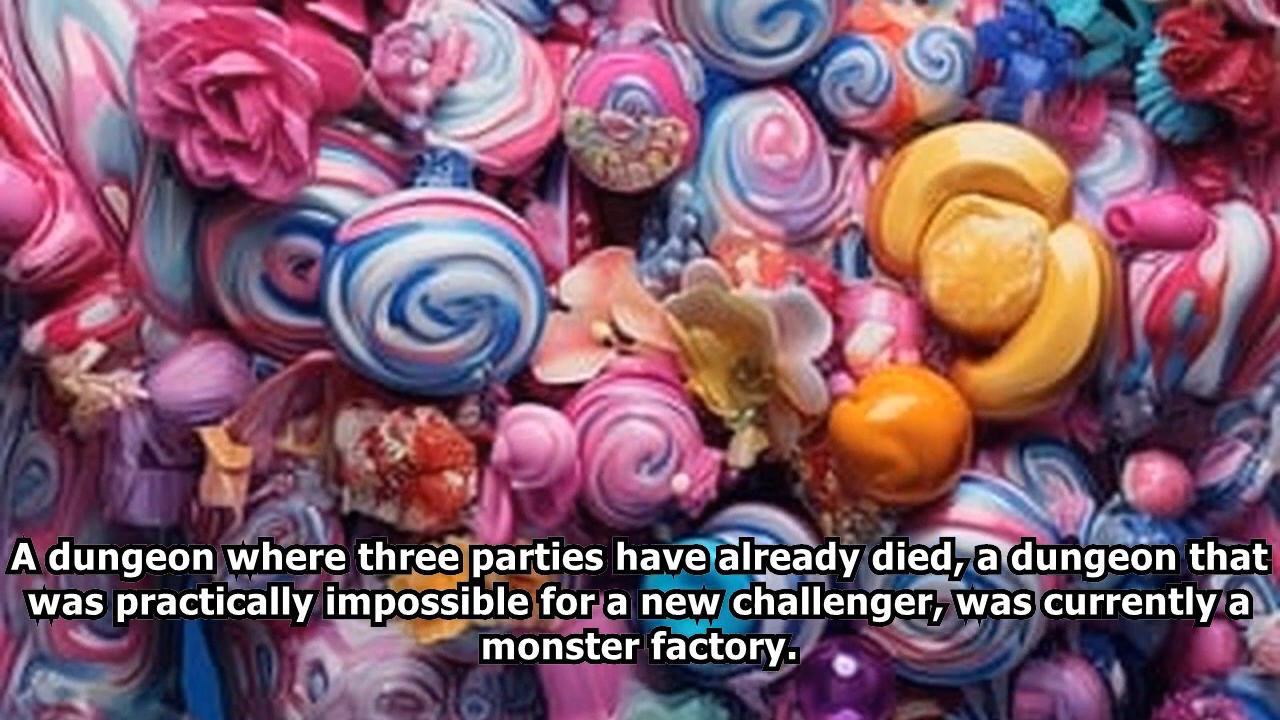 A dungeon where three parties have already died, a dungeon that
was practically impossible for a new challenger, was currently a
monster factory.